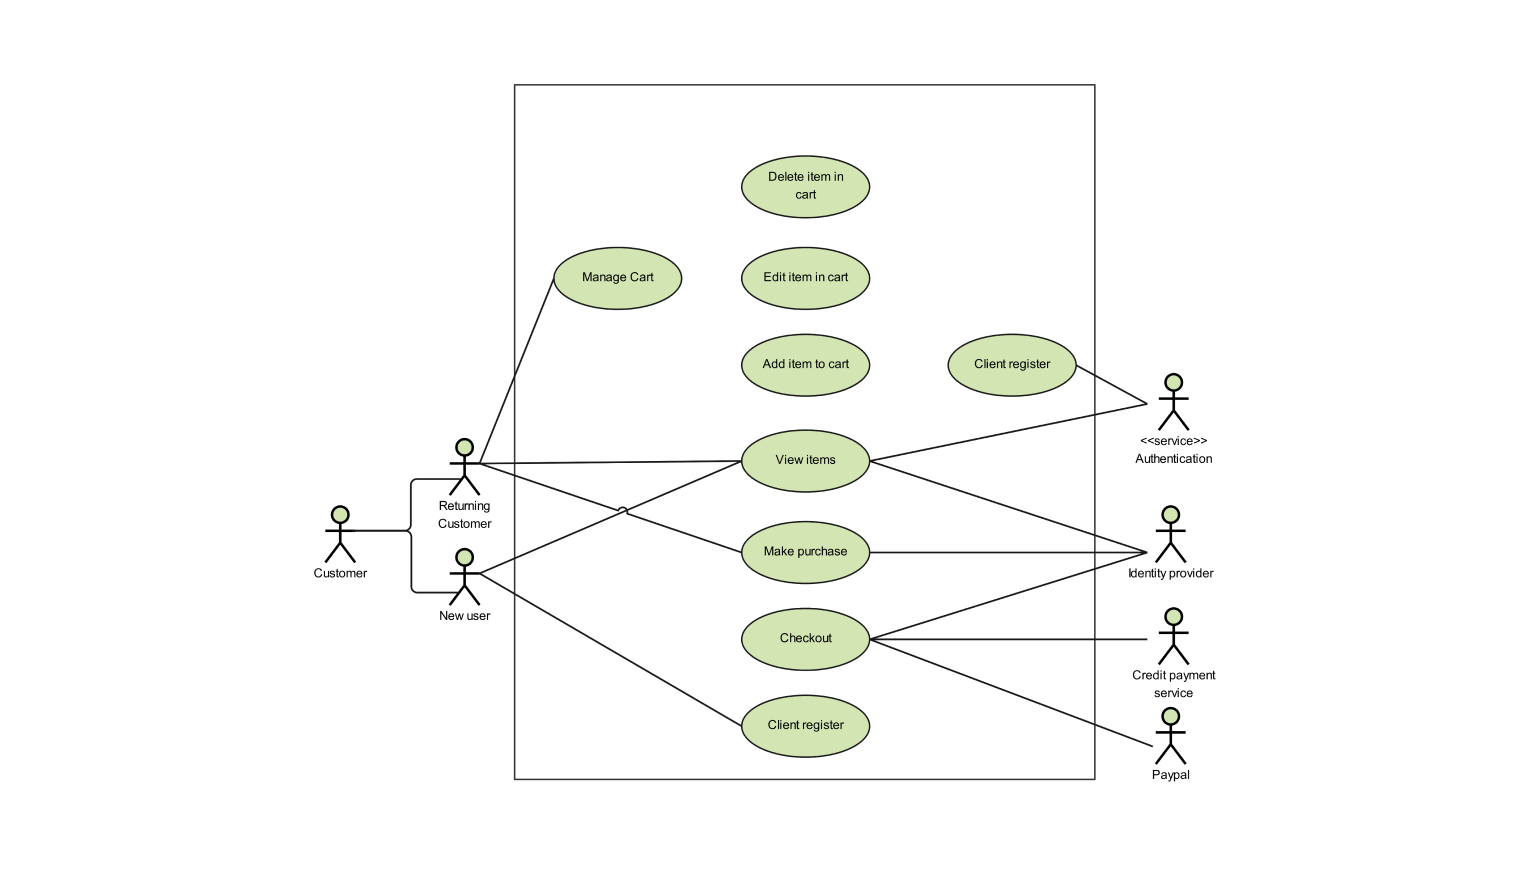 Delete item in
cart
Manage Cart
Edit item in cart
Add item to cart
Client register
<<service>>
Authentication
View items
Returning
Customer
Customer
Make purchase
Identity provider
New user
Checkout
Credit payment
service
Client register
Paypal